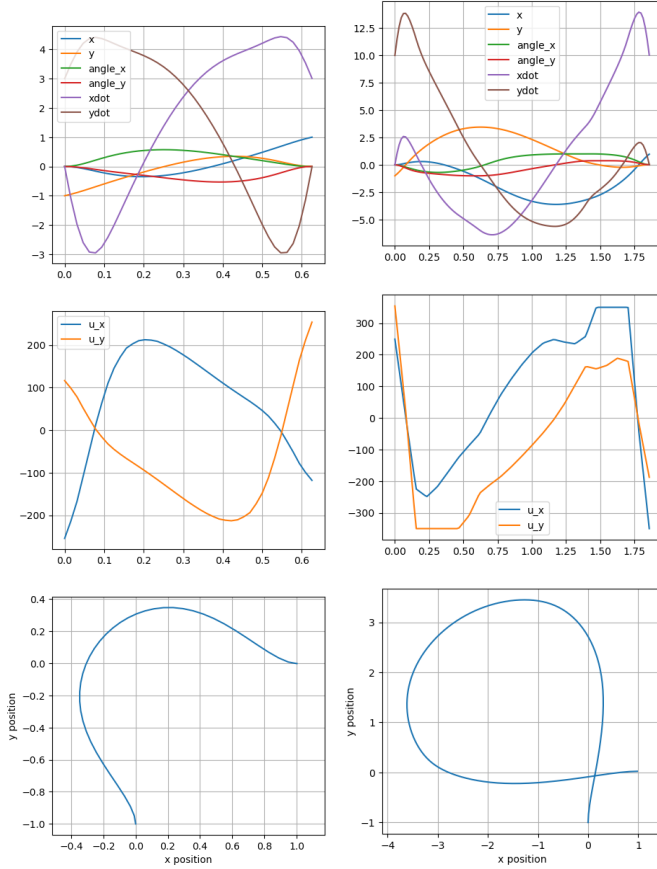 x
y
angle_x
angle_y
xdot
ydot
4
3
2
1
0
−1
−2
−3
0.0 0.1 0.2 0.3 0.4 0.5 0.6
x
y
angle_x
angle_y
xdot
ydot
12.5
10.0
7.5
5.0
2.5
0.0
−2.5
−5.0
0.00 0.25 0.50 0.75 1.00 1.25 1.50 1.75
u_x
u_y
200
100
0
−100
−200
0.0 0.1 0.2 0.3 0.4 0.5 0.6
300
200
100
0
−100
−200
−300
u_x
u_y
0.00 0.25 0.50 0.75 1.00 1.25 1.50 1.75
0.4
0.2
0.0
−0.2
−0.4
−0.6
−0.8
−1.0
y position
−0.4 −0.2 0.0 0.2 0.4 0.6 0.8 1.0
x position
3
2
1
0
−1
y position
−4 −3 −2 −1 0 1
x position